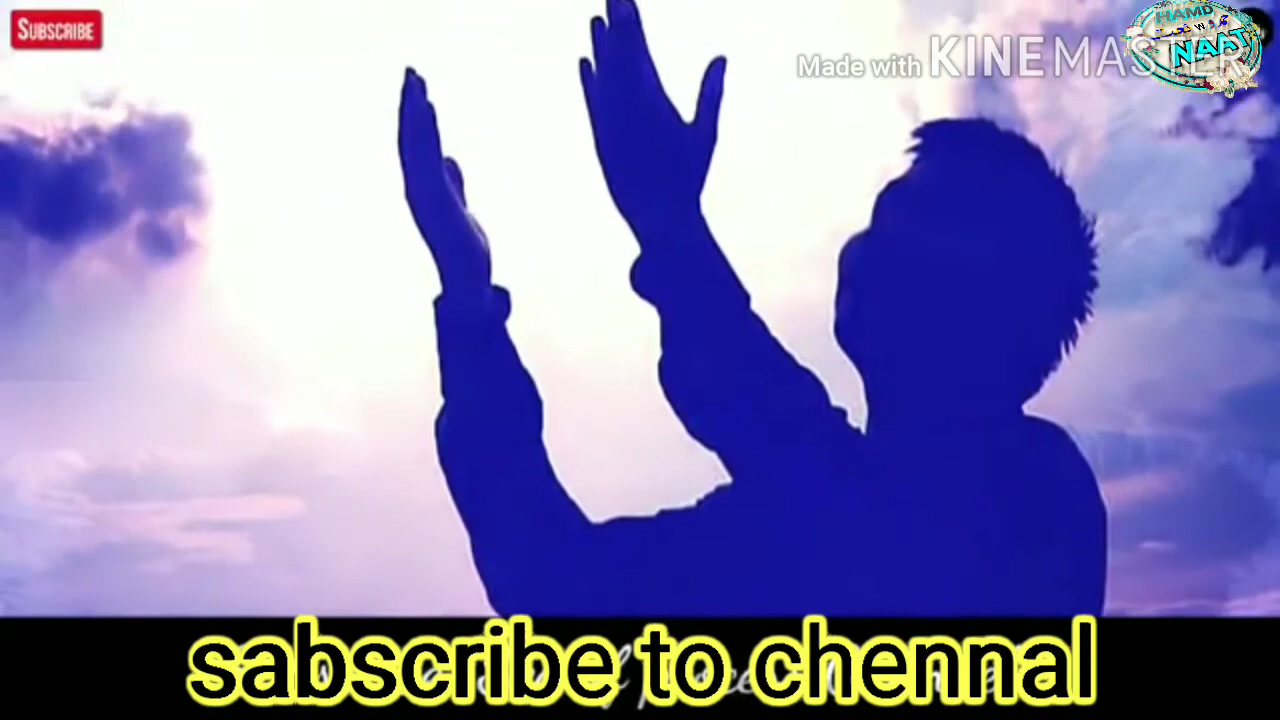 SUBSCRIBE
Made with KINEMASTER
HAMD
W
NAAT
sabscribe to chennal